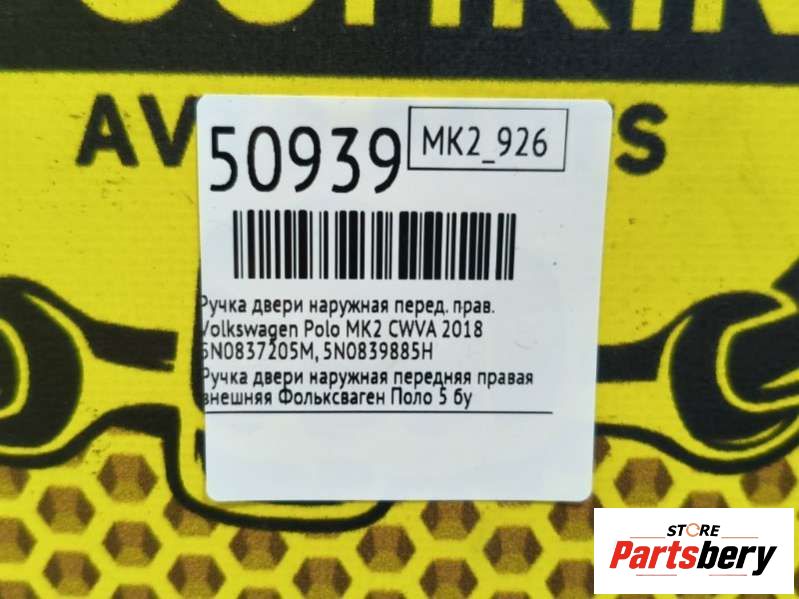 AV
S
50939
MK2_926
Ручка двери наружная перед. прав.
Volkswagen Polo MK2 CWVA 2018
5N0837205M, 5N0839885H
Ручка двери наружная передняя правая
внешняя Фольксваген Поло 5 бу
STORE
Partsbery